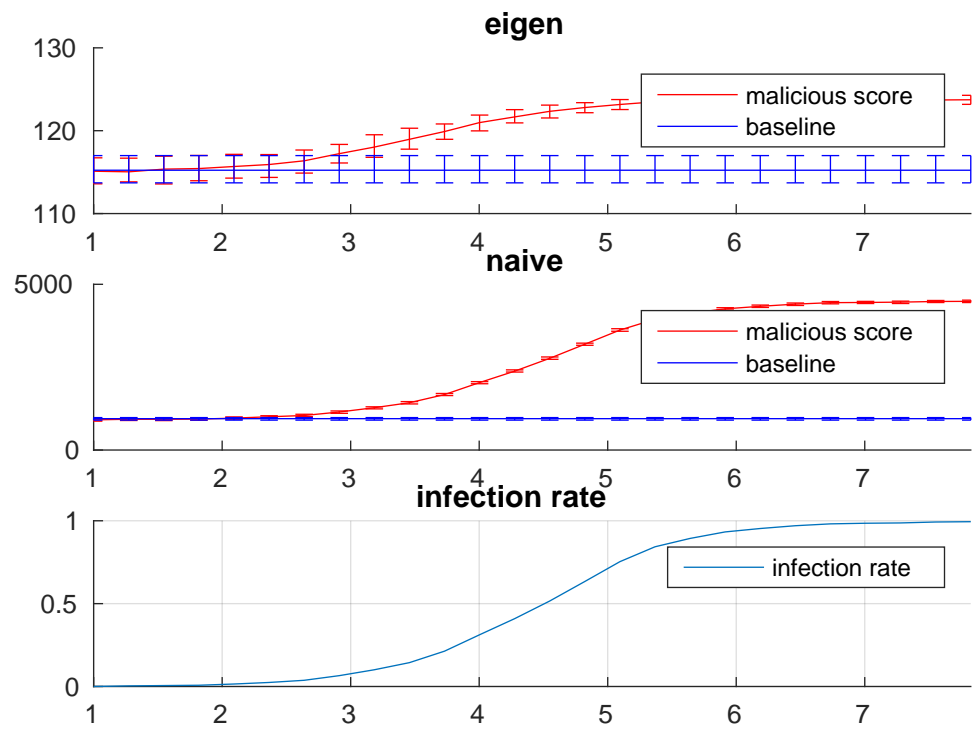 eigen
130
120
110
malicious score
baseline
1 2 3 4 5 6 7
naive
5000
0
malicious score
baseline
1 2 3 4 5 6 7
infection rate
1
0.5
0
infection rate
1 2 3 4 5 6 7